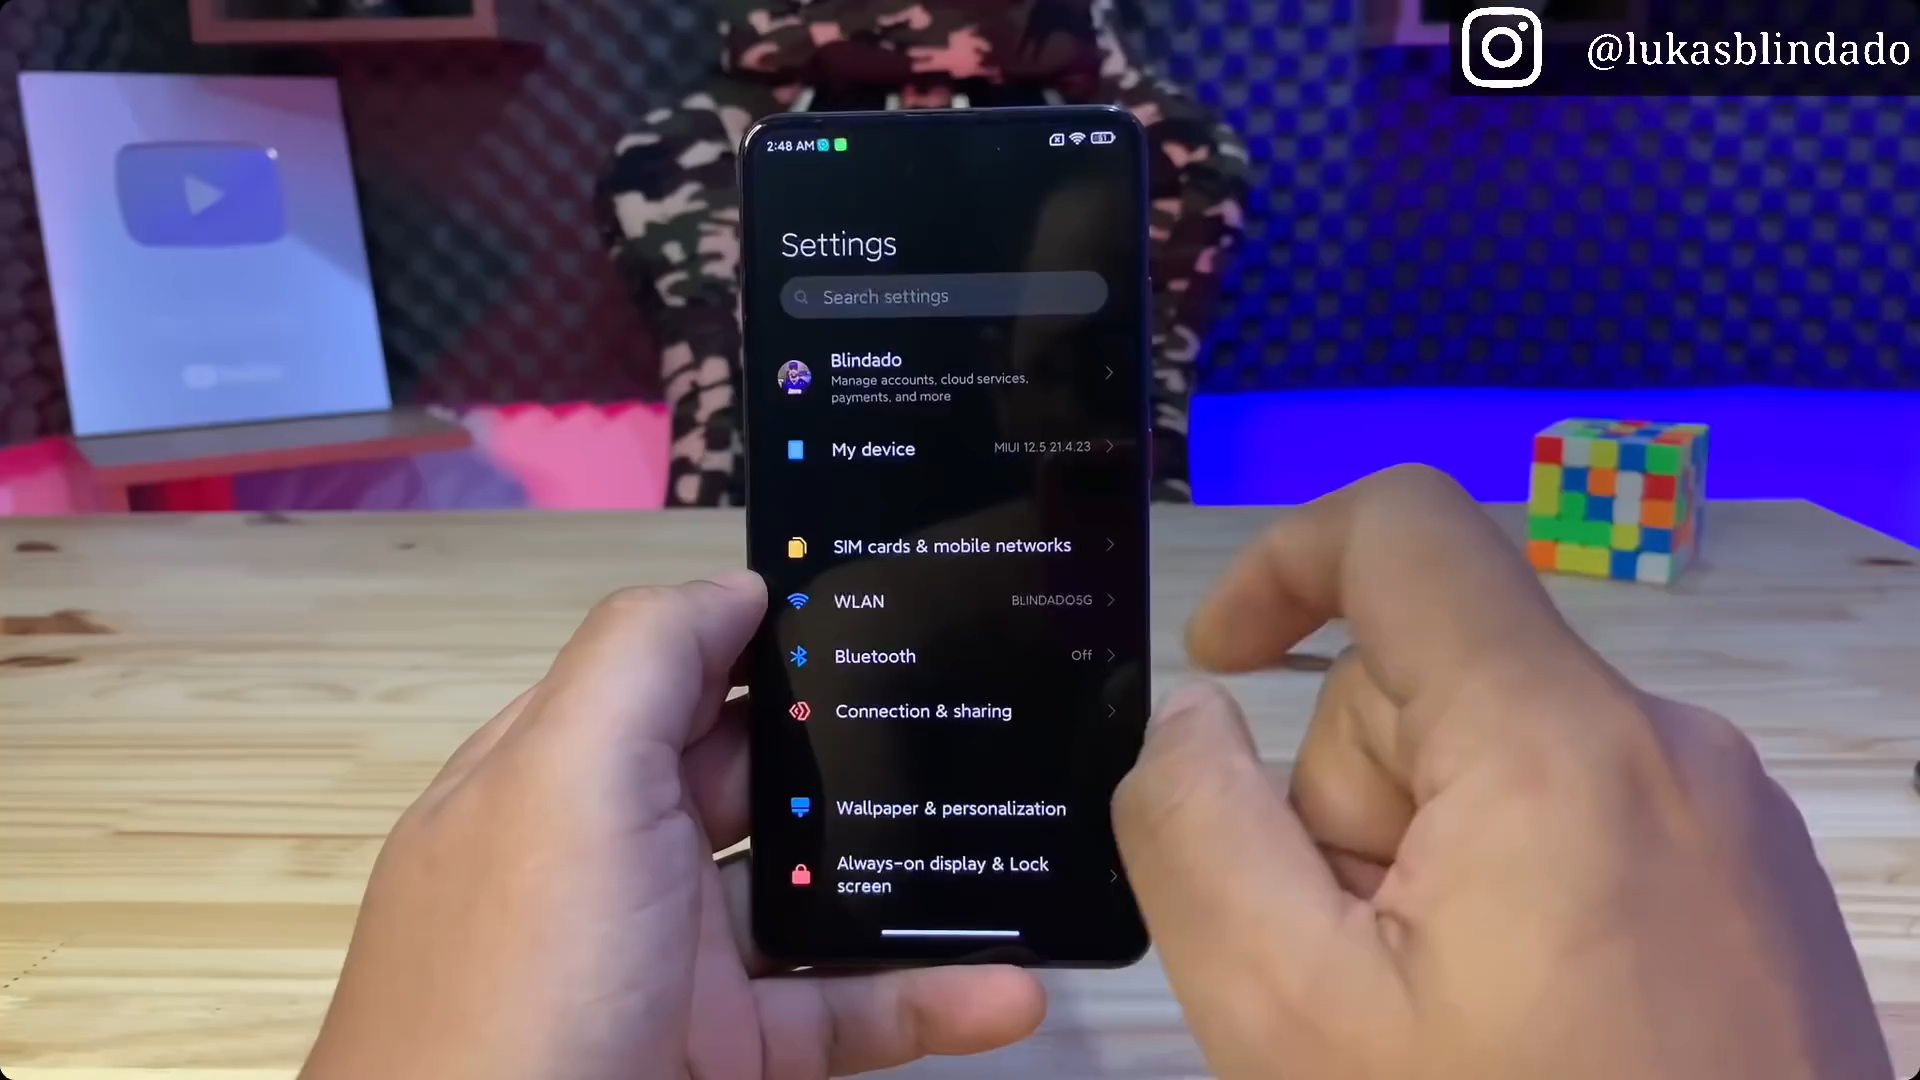 @lukasblindado
2:48 AM
51
Settings
Search settings
Blindado
Manage accounts, cloud services,
payments, and more
My device
MIUI 12.5 21.4.23
SIM cards & mobile networks
WLAN
BLINDADO5G
Bluetooth
Off
Connection & sharing
Wallpaper & personalization
Always-on display & Lock
screen